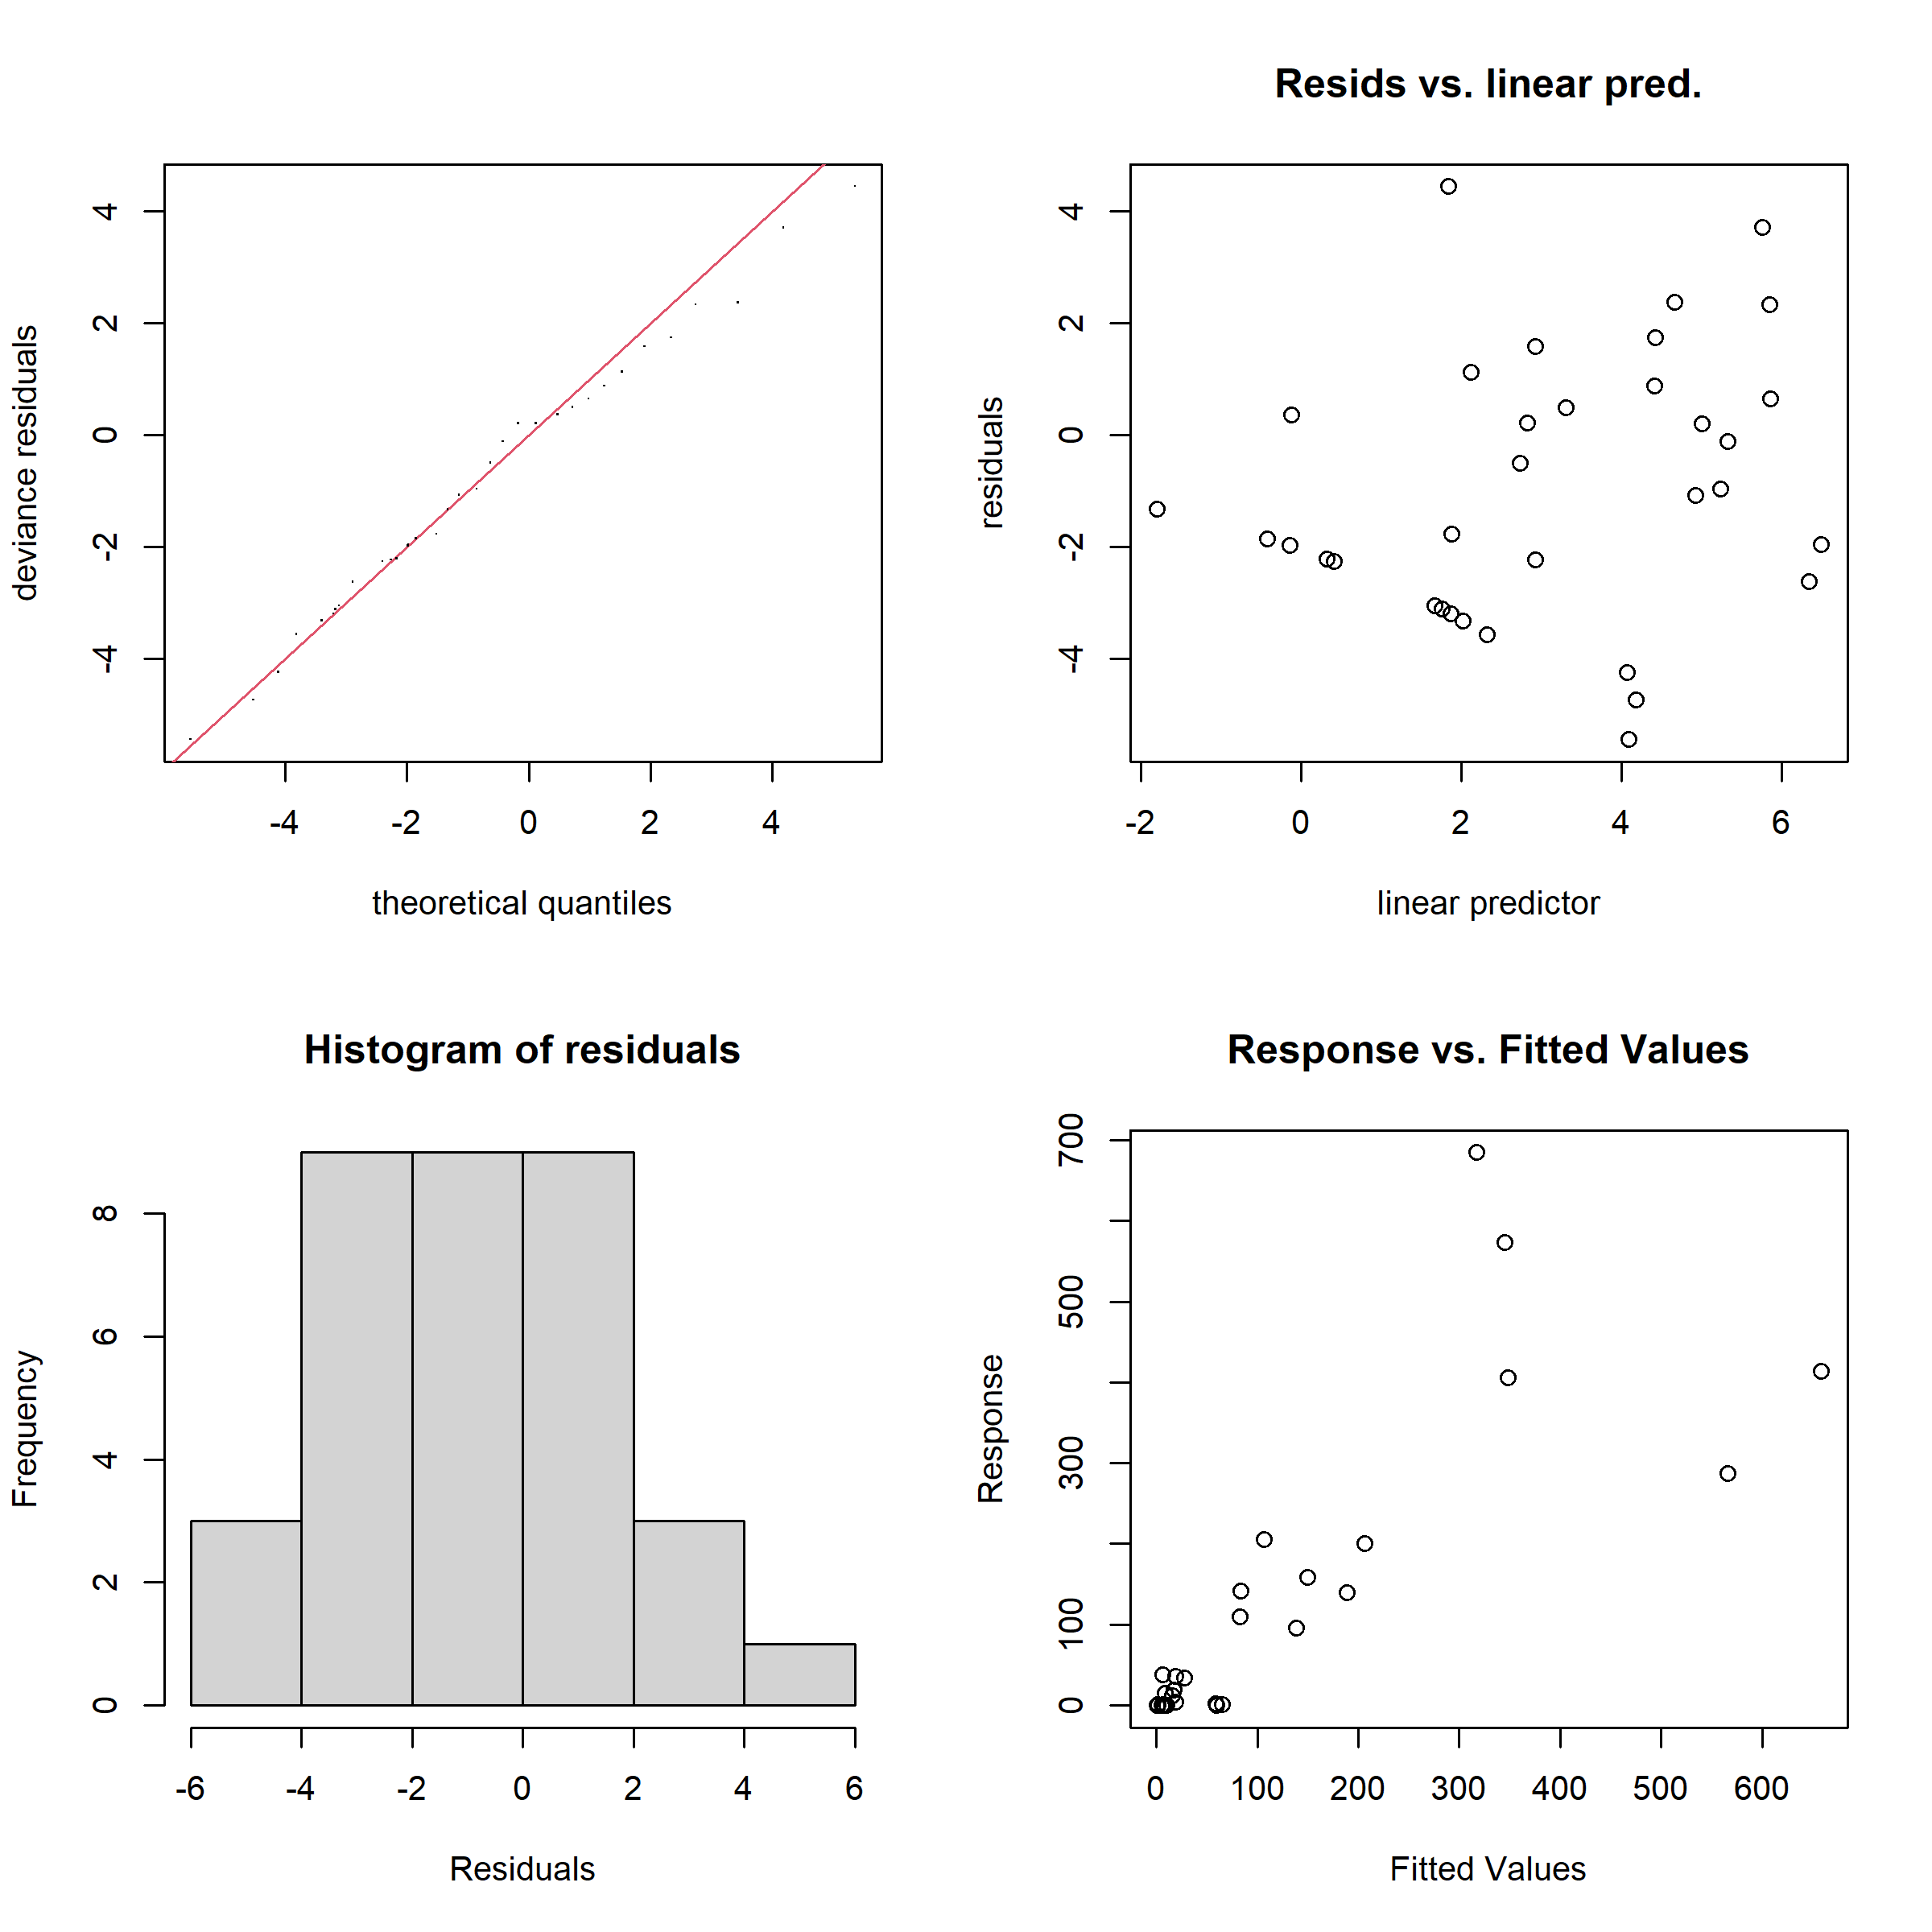 deviance residuals
4
2
0
-2
-4
-4 -2 0 2 4
theoretical quantiles
Resids vs. linear pred.
residuals
4
2
0
-2
-4
-2 0 2 4 6
linear predictor
Histogram of residuals
Frequency
8
6
4
2
0
-6 -4 -2 0 2 4 6
Residuals
Response vs. Fitted Values
Response
700
500
300
100
0
0 100 200 300 400 500 600
Fitted Values